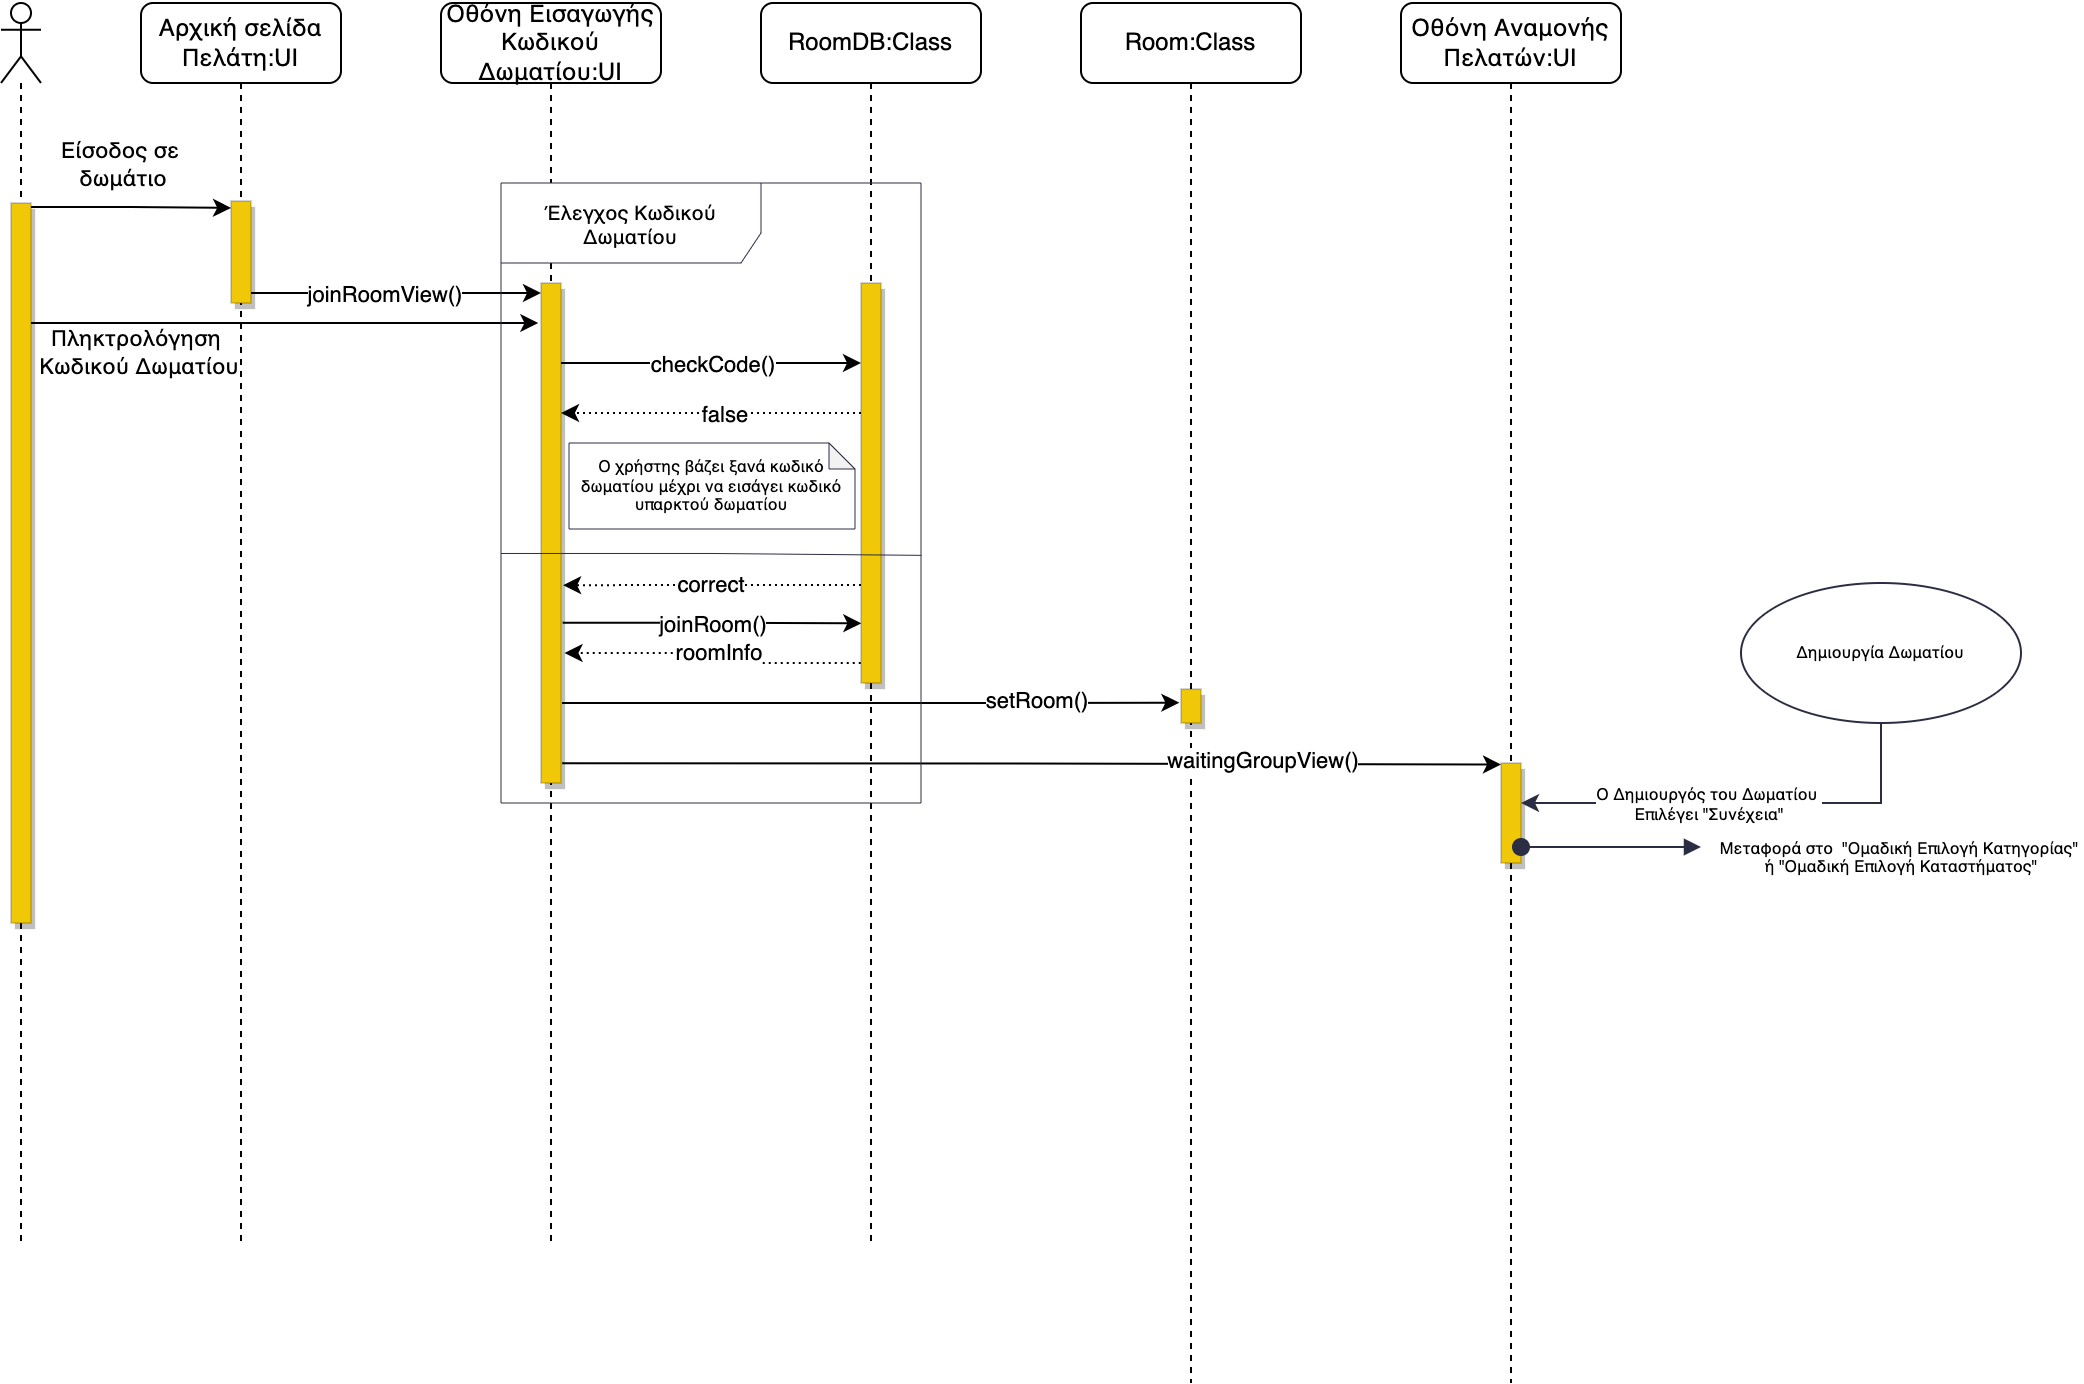 Αρχική σελίδα
Πελάτη:UI
Οθόνη Εισαγωγής
Κωδικού
Δωματίου:UI
RoomDB:Class
Room:Class
Οθόνη Αναμονής
Πελατών:UI
Είσοδος σε
δωμάτιο
Έλεγχος Κωδικού
Δωματίου
joinRoomView()
Πληκτρολόγηση
Κωδικού Δωματίου
checkCode()
false
Ο χρήστης βάζει ξανά κωδικό
δωματίου μέχρι να εισάγει κωδικό
υπαρκτού δωματίου
correct
joinRoom()
roomInfo
Δημιουργία Δωματίου
setRoom()
waitingGroupView()
Ο Δημιουργός του Δωματίου
Επιλέγει "Συνέχεια"
Μεταφορά στο  "Ομαδική Επιλογή Κατηγορίας"
ή "Ομαδική Επιλογή Καταστήματος"